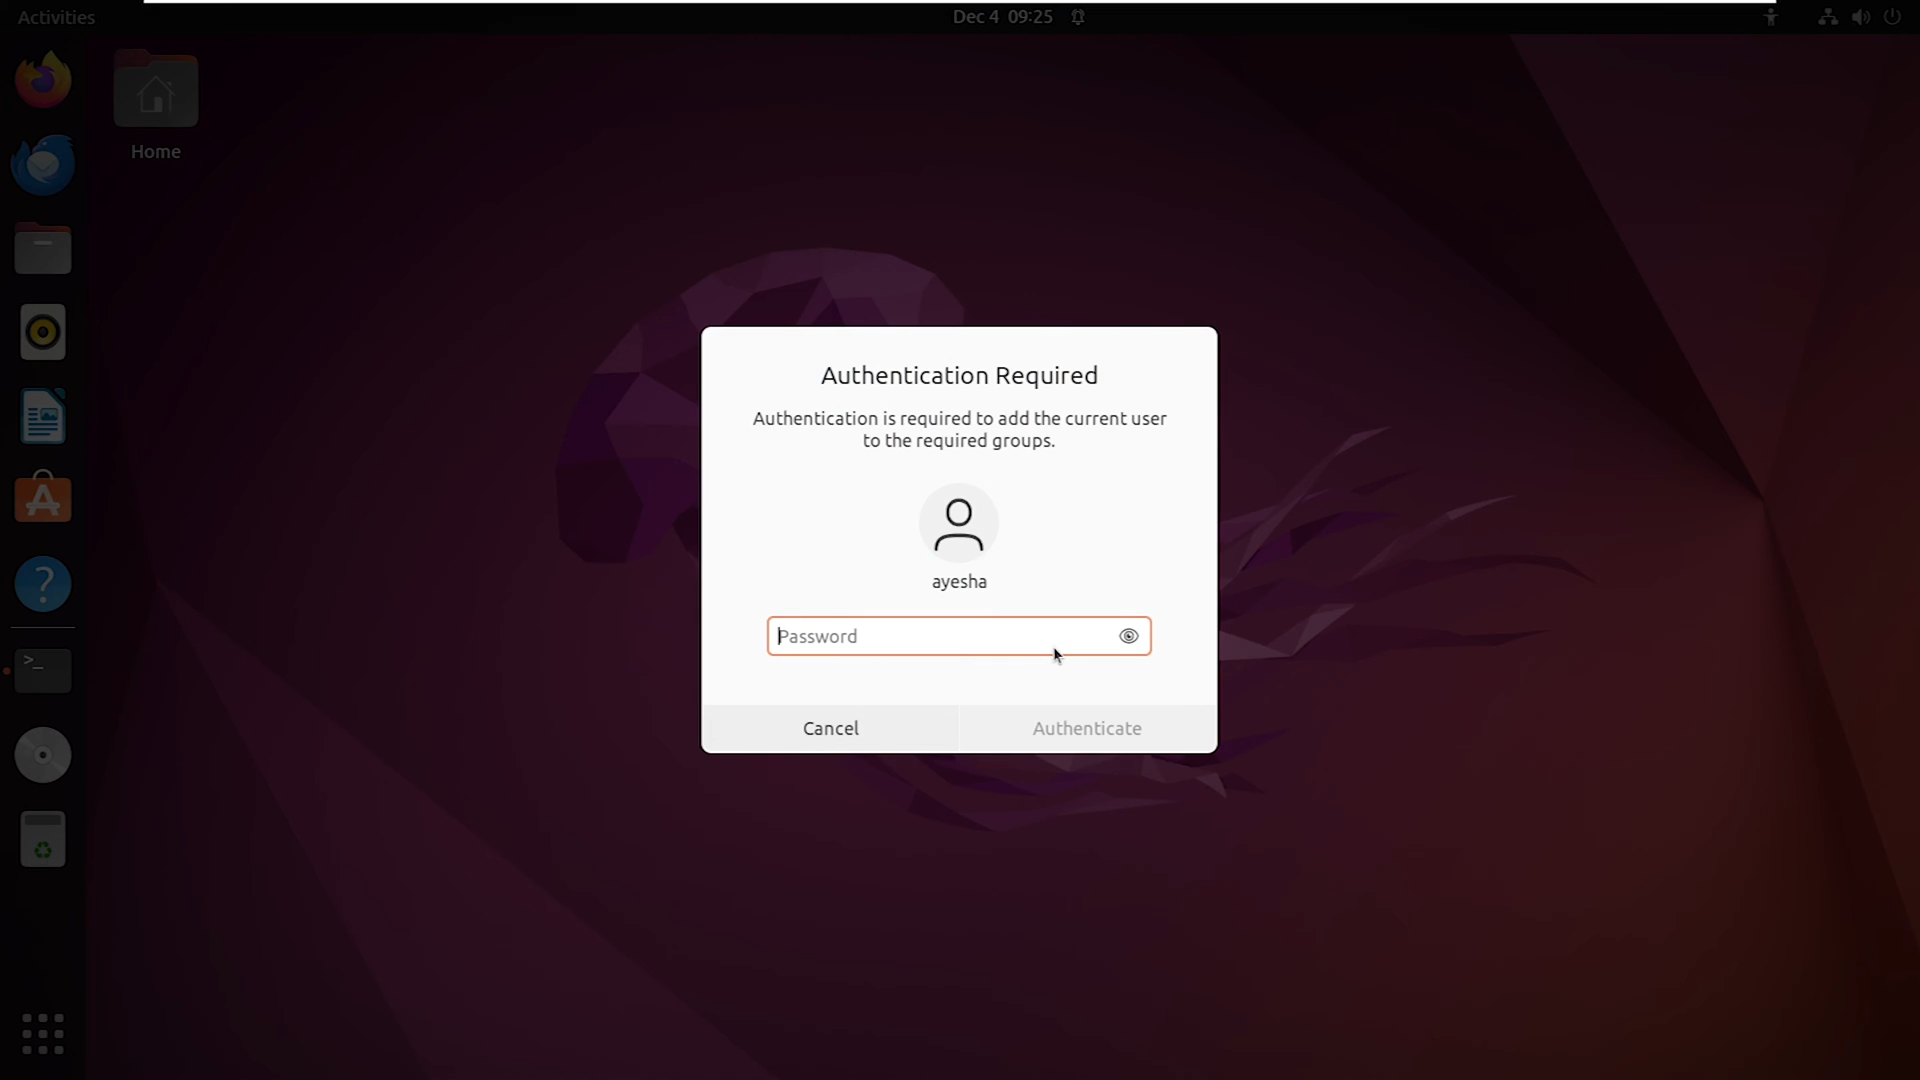 Activities
Dec 4 09:25
Home
Authentication Required
Authentication is required to add the current user
to the required groups.
ayesha
Password
Cancel
Authenticate